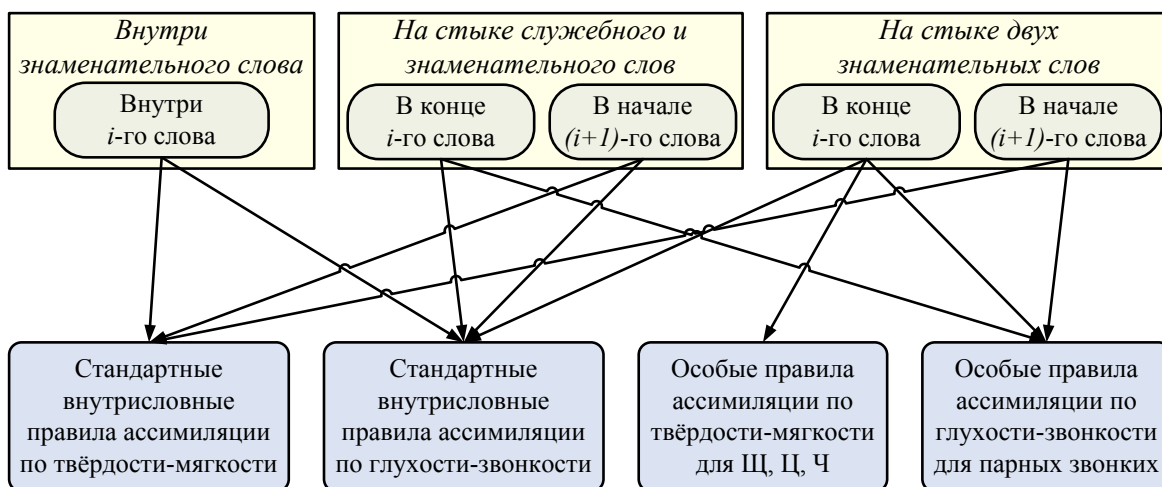 Внутри
знаменательного слова
Внутри
i-го слова
На стыке служебного и
знаменательного слов
В конце
i-го слова
В начале
(i+1)-го слова
На стыке двух
знаменательных слов
В конце
i-го слова
В начале
(i+1)-го слова
Стандартные
внутрисловные
правила ассимиляции
по твёрдости-мягкости
Стандартные
внутрисловные
правила ассимиляции
по глухости-звонкости
Особые правила
ассимиляции по
твёрдости-мягкости
для Щ, Ц, Ч
Особые правила
ассимиляции по
глухости-звонкости
для парных звонких